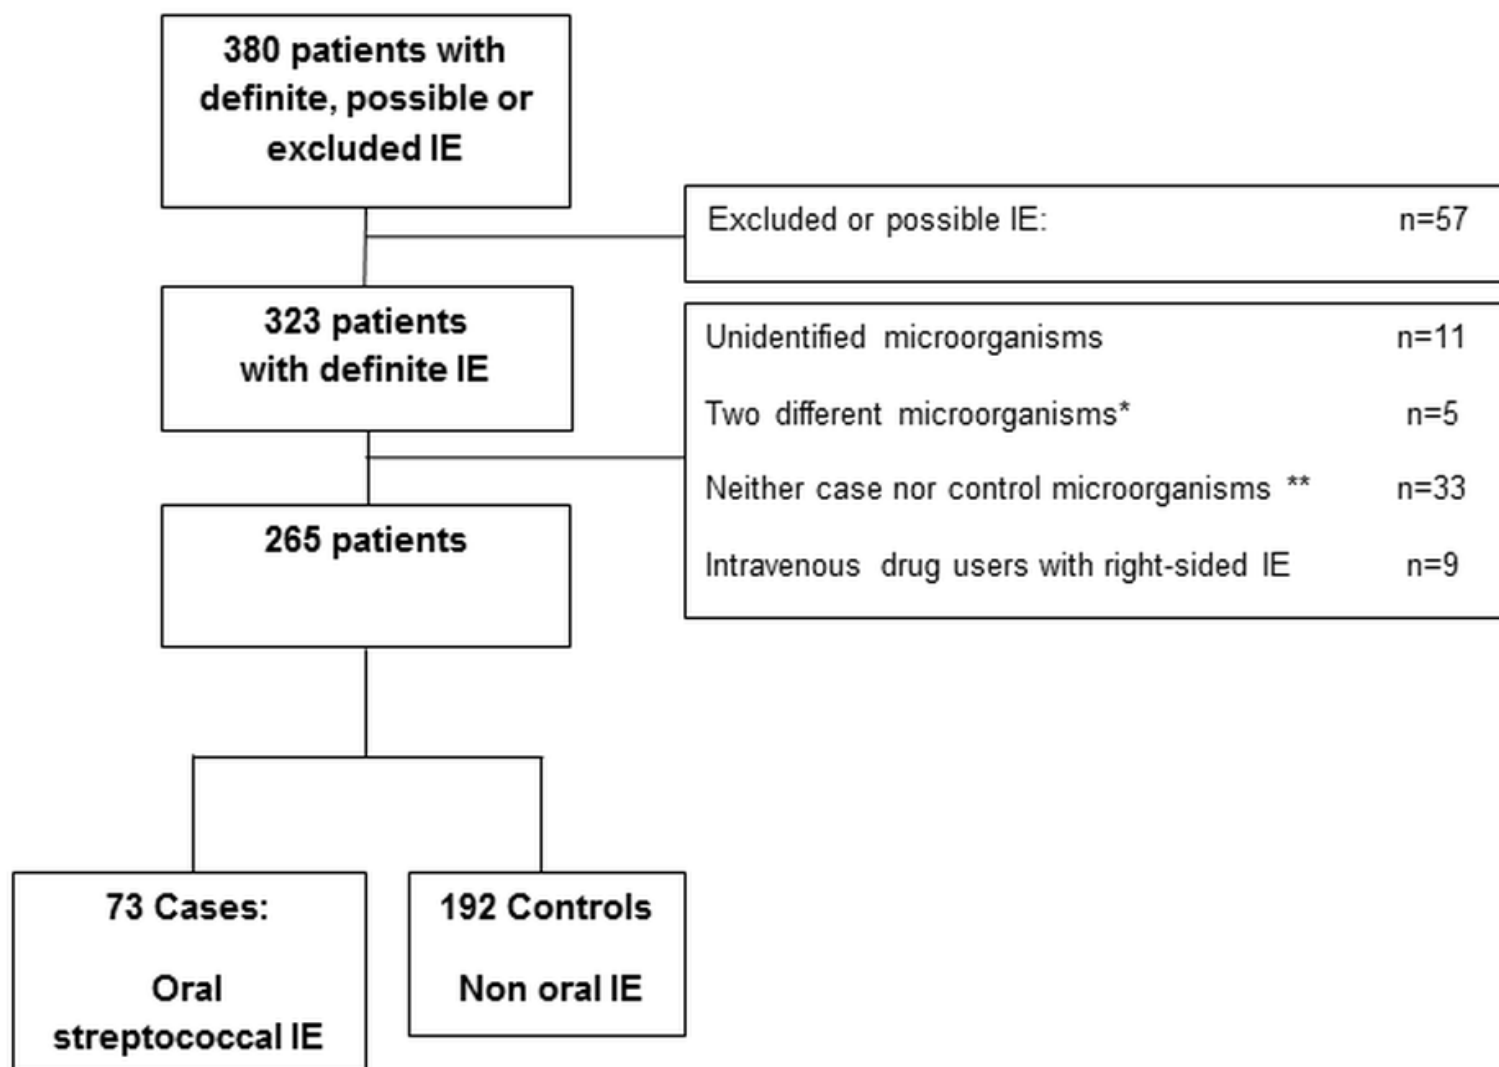 380 patients with
definite, possible or
excluded IE
Excluded or possible IE: n=57
323 patients
with definite IE
Unidentified microorganisms n=11
Two different microorganisms* n=5
Neither case nor control microorganisms ** n=33
Intravenous drug users with right-sided IE n=9
265 patients
73 Cases:
Oral
streptococcal IE
192 Controls
Non oral IE